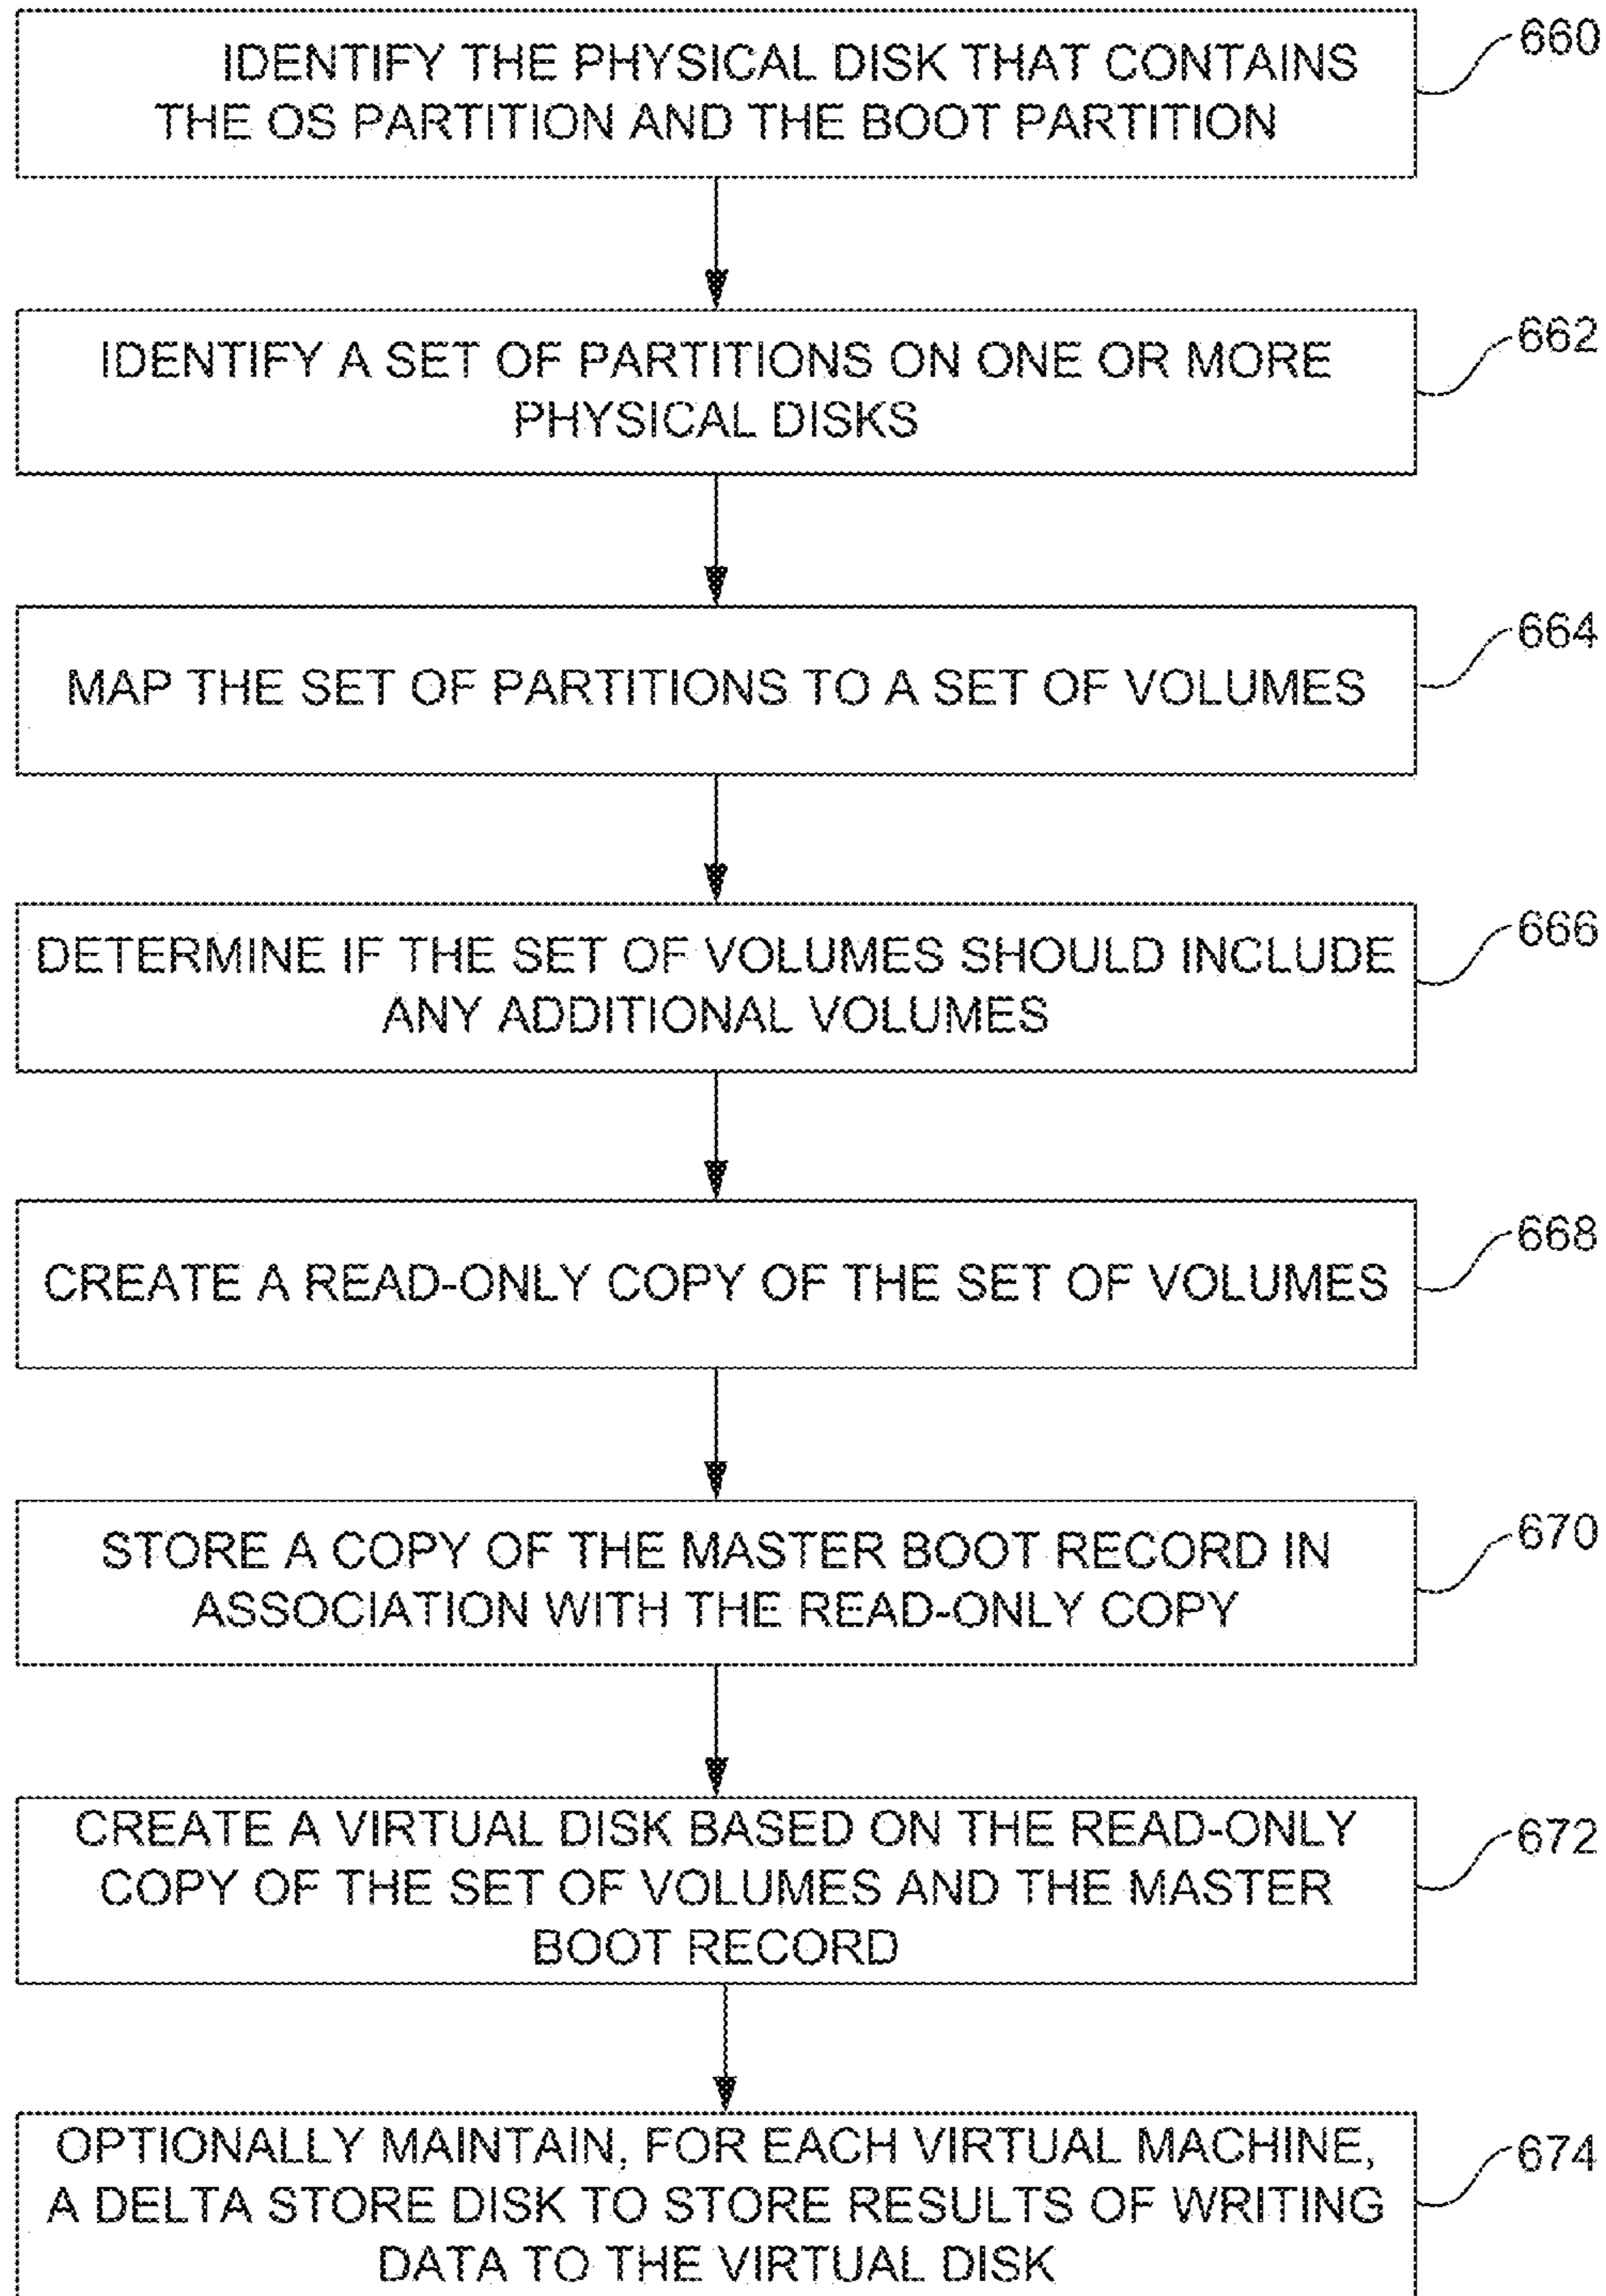 IDENTIFY THE PHYSICAL DISK THAT CONTAINS
THE OS PARTITION AND THE BOOT PARTITION
660
IDENTIFY A SET OF PARTITIONS ON ONE OR MORE
PHYSICAL DISKS
662
MAP THE SET OF PARTITIONS TO A SET OF VOLUMES
664
DETERMINE IF THE SET OF VOLUMES SHOULD INCLUDE
ANY ADDITIONAL VOLUMES
666
CREATE A READ-ONLY COPY OF THE SET OF VOLUMES
668
STORE A COPY OF THE MASTER BOOT RECORD IN
ASSOCIATION WITH THE READ-ONLY COPY
670
CREATE A VIRTUAL DISK BASED ON THE READ-ONLY
COPY OF THE SET OF VOLUMES AND THE MASTER
BOOT RECORD
672
OPTIONALLY MAINTAIN, FOR EACH VIRTUAL MACHINE,
A DELTA STORE DISK TO STORE RESULTS OF WRITING
DATA TO THE VIRTUAL DISK
674